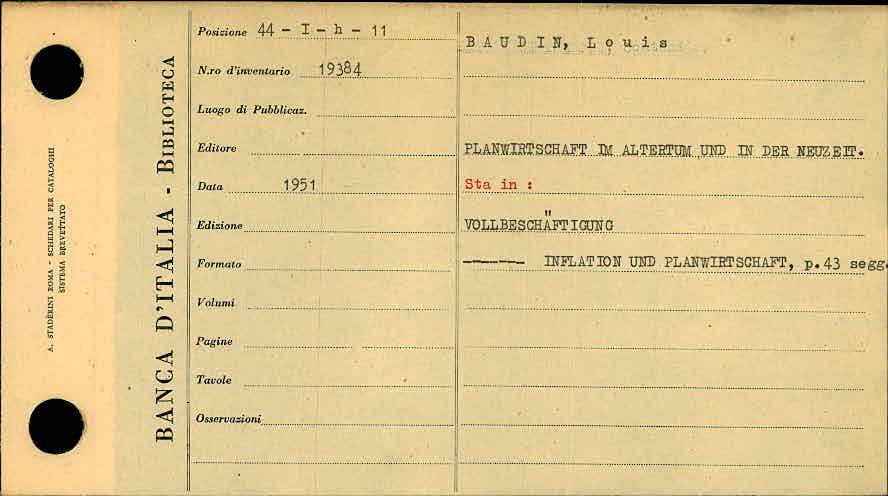 A. STADERINI ROMA - SCHEDARI PER CATALOGHI
SISTEMA BREVETTATO
BANCA D'ITALIA - BIBLIOTECA
Posizione 44 - I - h - 11
N.ro d'inventario 19384
Luogo di Pubblicaz.
Editore
Data 1951
Edizione
Formato
Volumi
Pagine
Tavole
Osservazioni
BAUDIN, Louis
PLANWIRTSCHAFT IM ALTERTUM UND IN DER NEUZEIT.
Sta in :
VOLLBESCHÄFTIGUNG
——— INFLATION UND PLANWIRTSCHAFT, p.43 segg.